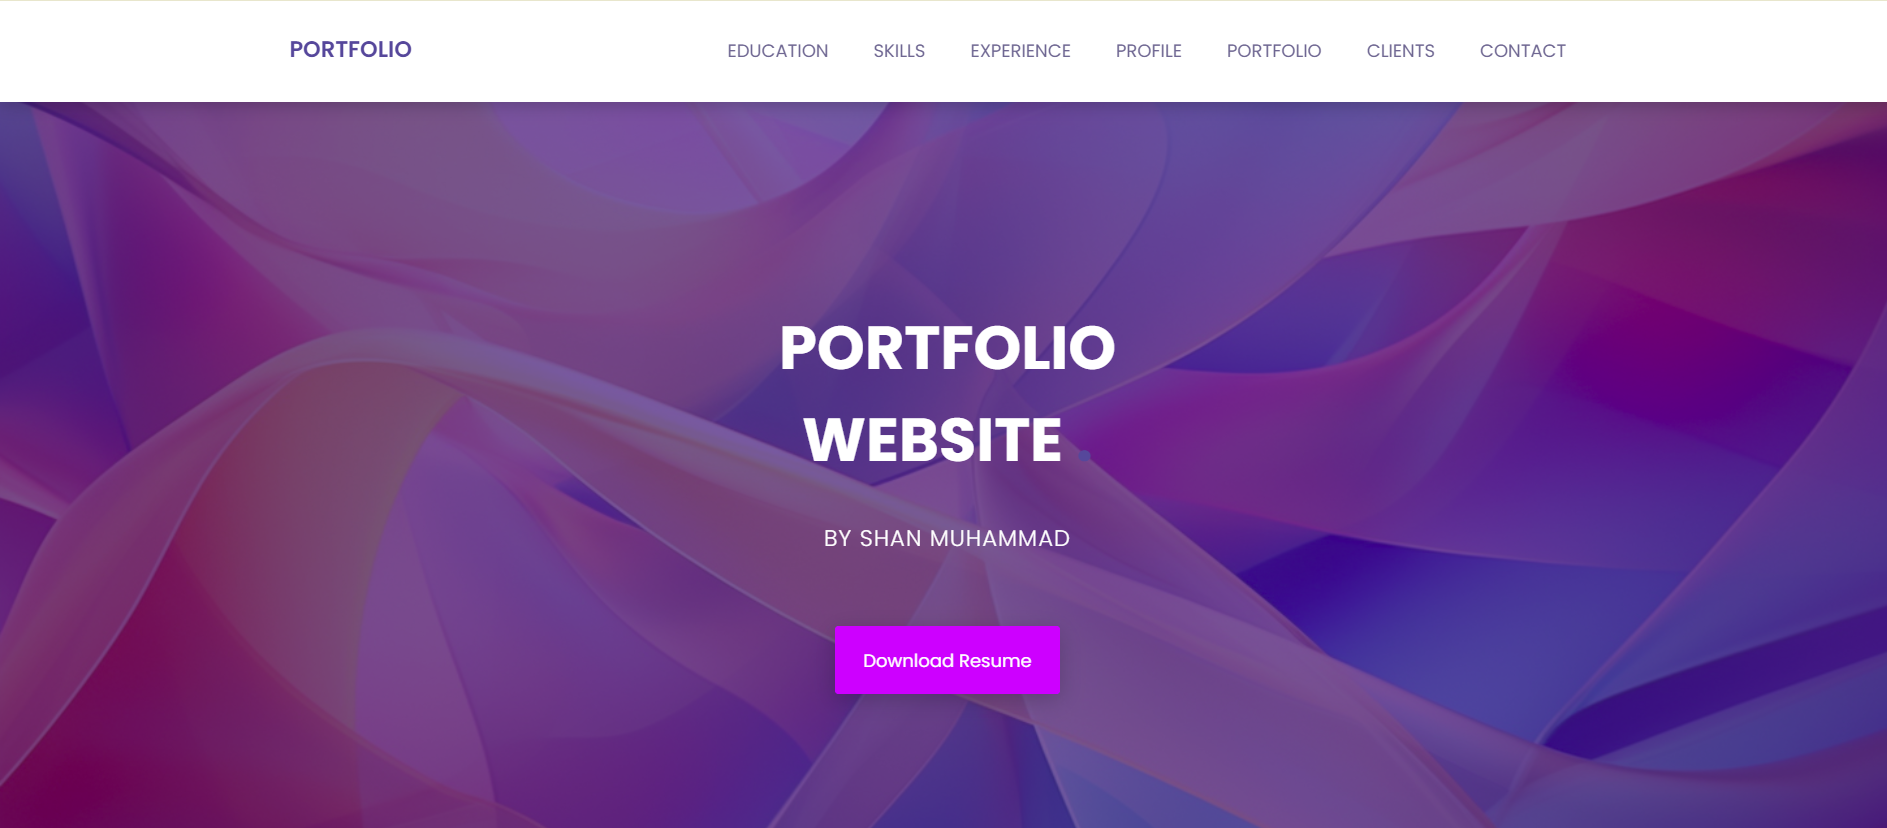 PORTFOLIO
EDUCATION SKILLS EXPERIENCE PROFILE PORTFOLIO CLIENTS CONTACT
PORTFOLIO
WEBSITE .
BY SHAN MUHAMMAD
Download Resume